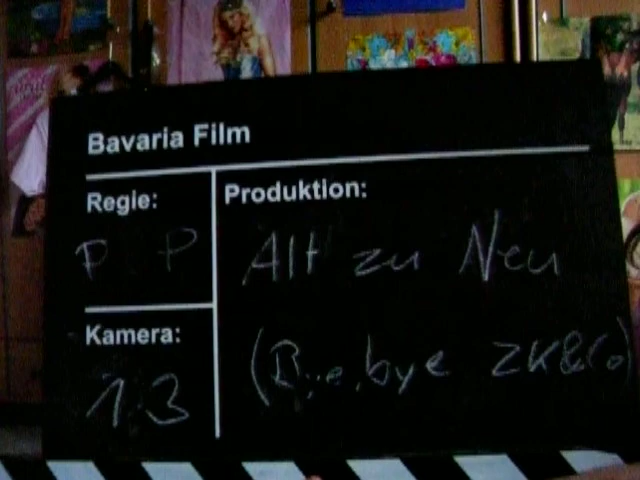 Bavaria Film
Regie:
P P
Produktion:
Alt zu Neu
(Bye, bye ZK&Co)
Kamera:
1.3